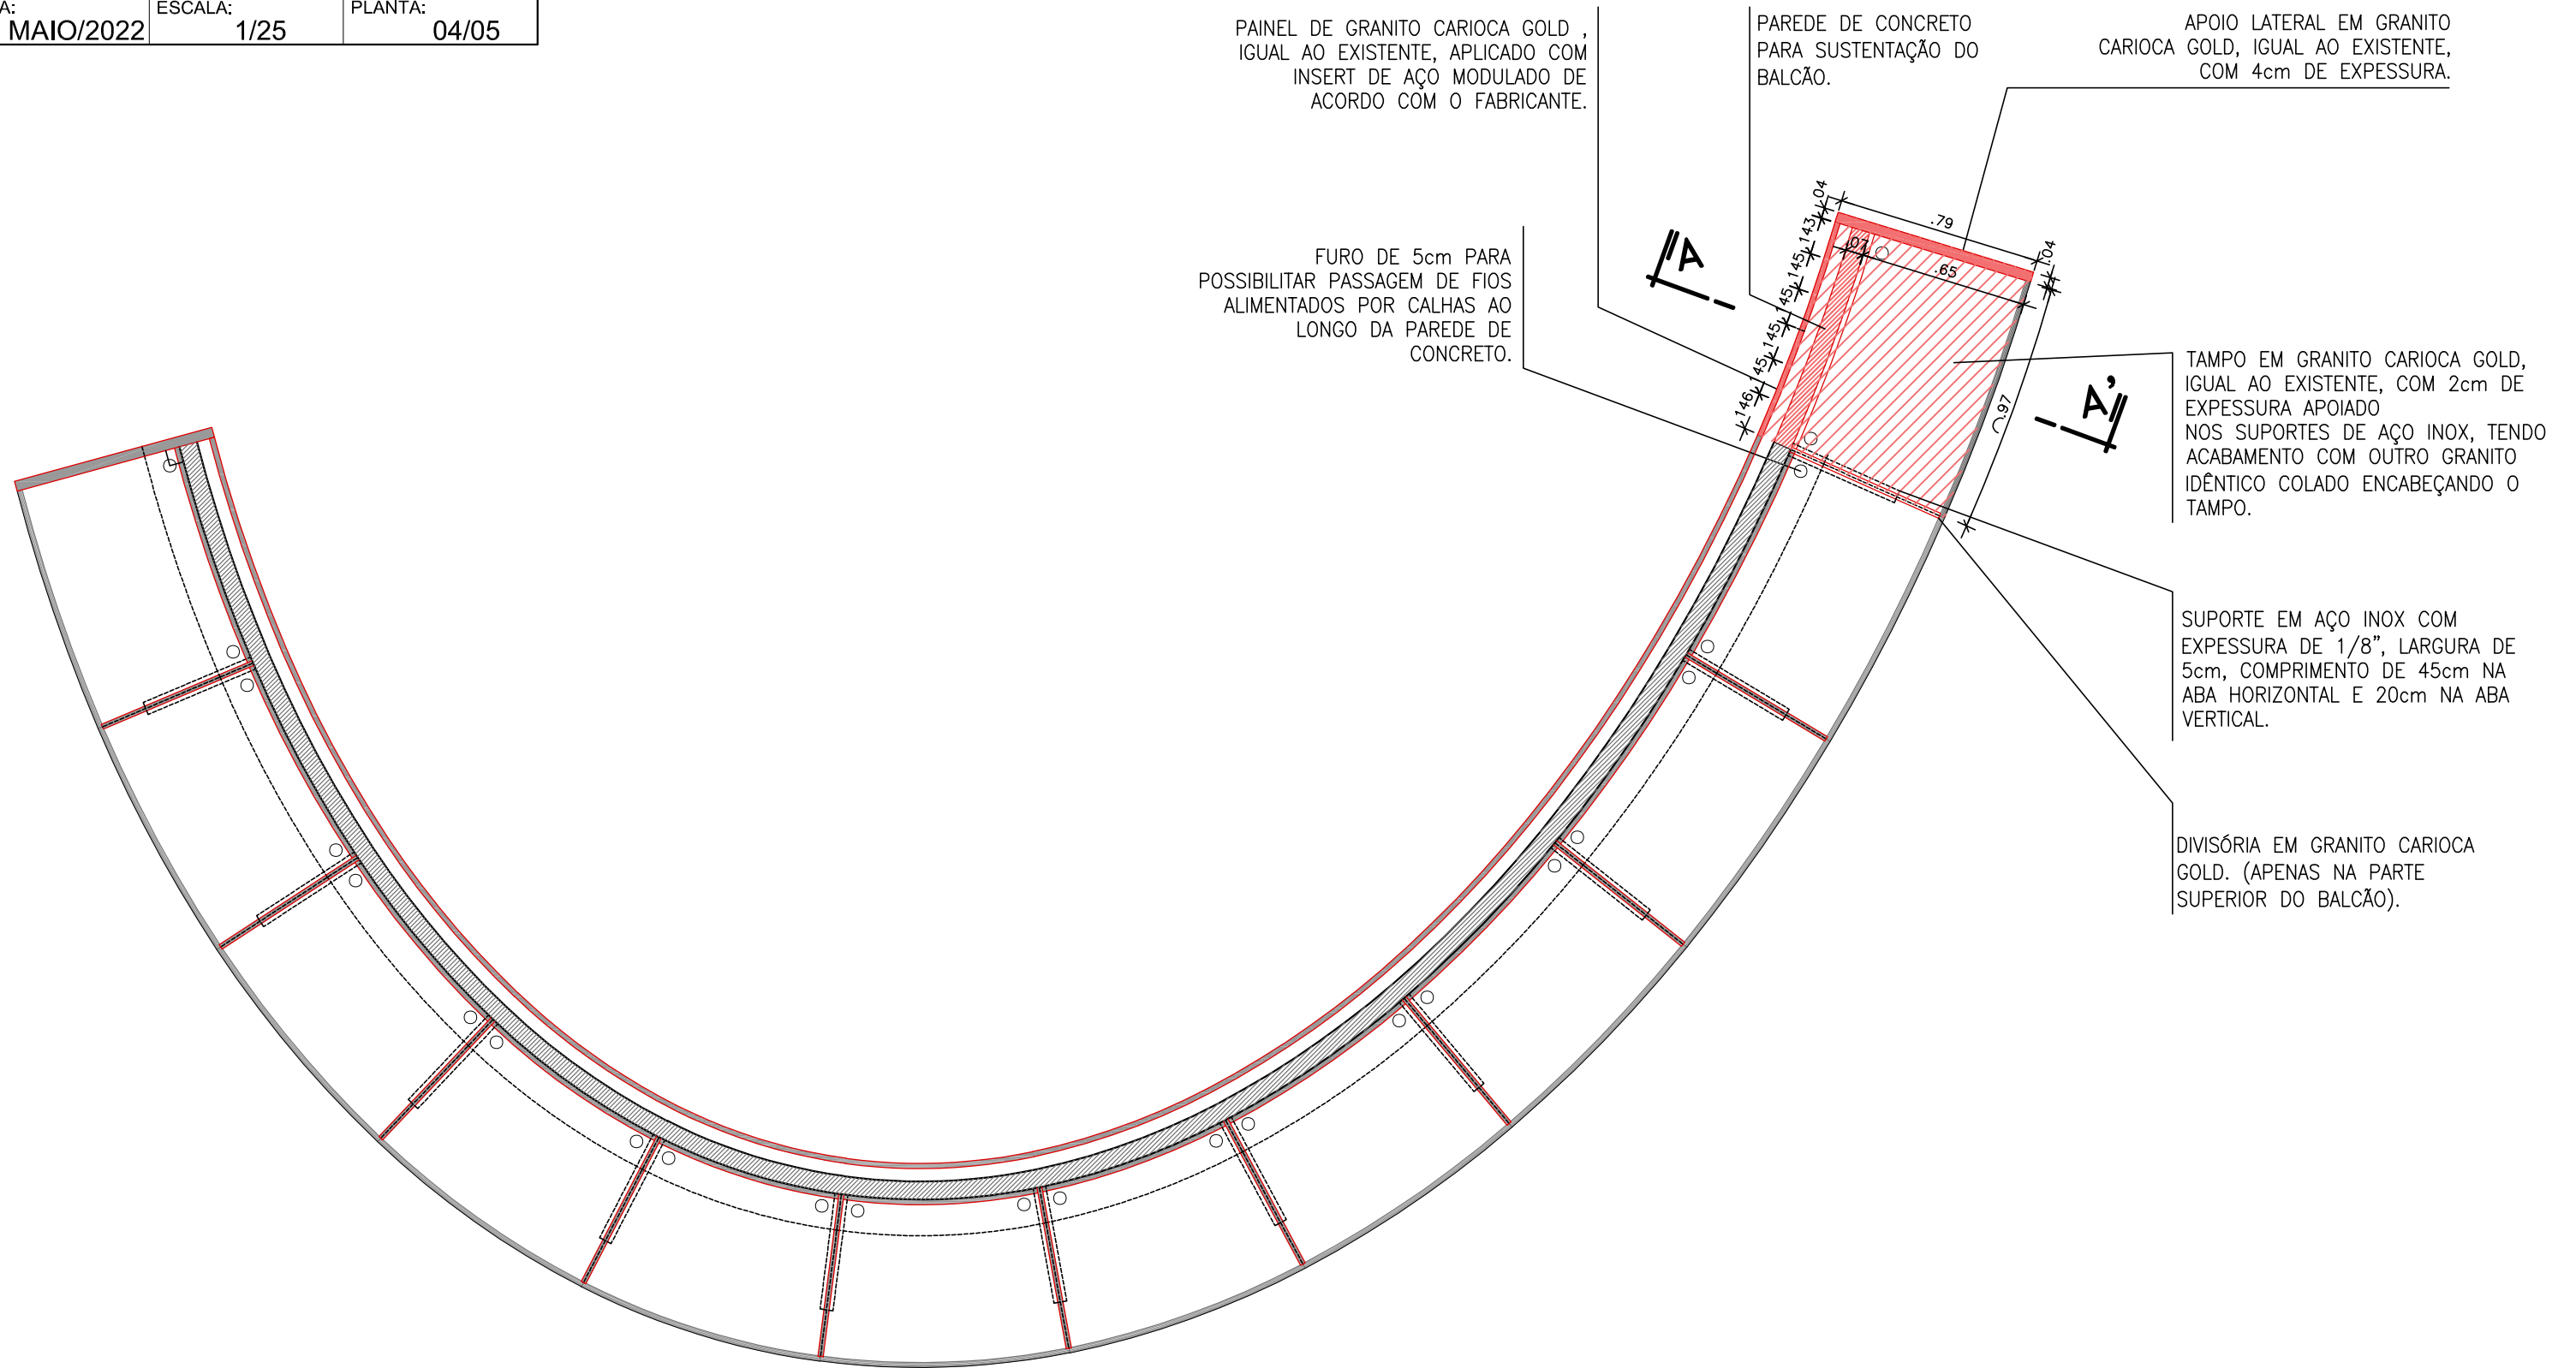 A:
ESCALA:
PLANTA:
MAIO/2022
1/25
04/05
PAINEL DE GRANITO CARIOCA GOLD ,
IGUAL AO EXISTENTE, APLICADO COM
INSERT DE AÇO MODULADO DE
ACORDO COM O FABRICANTE.
PAREDE DE CONCRETO
PARA SUSTENTAÇÃO DO
BALCÃO.
APOIO LATERAL EM GRANITO
CARIOCA GOLD, IGUAL AO EXISTENTE,
COM 4cm DE EXPESSURA.
FURO DE 5cm PARA
POSSIBILITAR PASSAGEM DE FIOS
ALIMENTADOS POR CALHAS AO
LONGO DA PAREDE DE
CONCRETO.
A
.04
.79
.143
.07
.04
.145
.65
.145
.145
.145
.145
.146
.97
A'
TAMPO EM GRANITO CARIOCA GOLD,
IGUAL AO EXISTENTE, COM 2cm DE
EXPESSURA APOIADO
NOS SUPORTES DE AÇO INOX, TENDO
ACABAMENTO COM OUTRO GRANITO
IDÊNTICO COLADO ENCABEÇANDO O
TAMPO.
SUPORTE EM AÇO INOX COM
EXPESSURA DE 1/8", LARGURA DE
5cm, COMPRIMENTO DE 45cm NA
ABA HORIZONTAL E 20cm NA ABA
VERTICAL.
DIVISÓRIA EM GRANITO CARIOCA
GOLD. (APENAS NA PARTE
SUPERIOR DO BALCÃO).